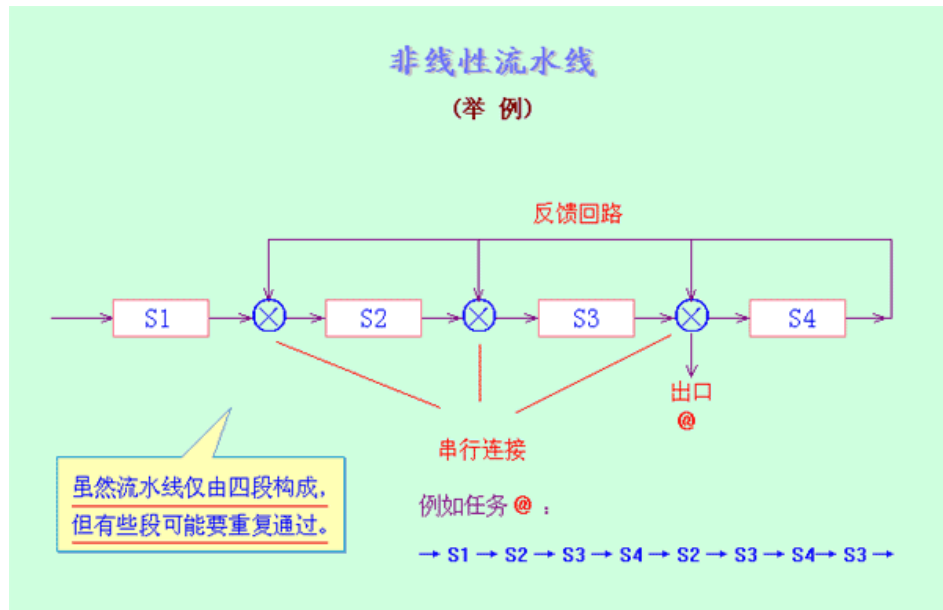 非线性流水线
(举 例)
反馈回路
S1
S2
S3
S4
出口
@
串行连接
虽然流水线仅由四段构成,
但有些段可能要重复通过。
例如任务 @ :
→ S1 → S2 → S3 → S4 → S2 → S3 → S4→ S3 →